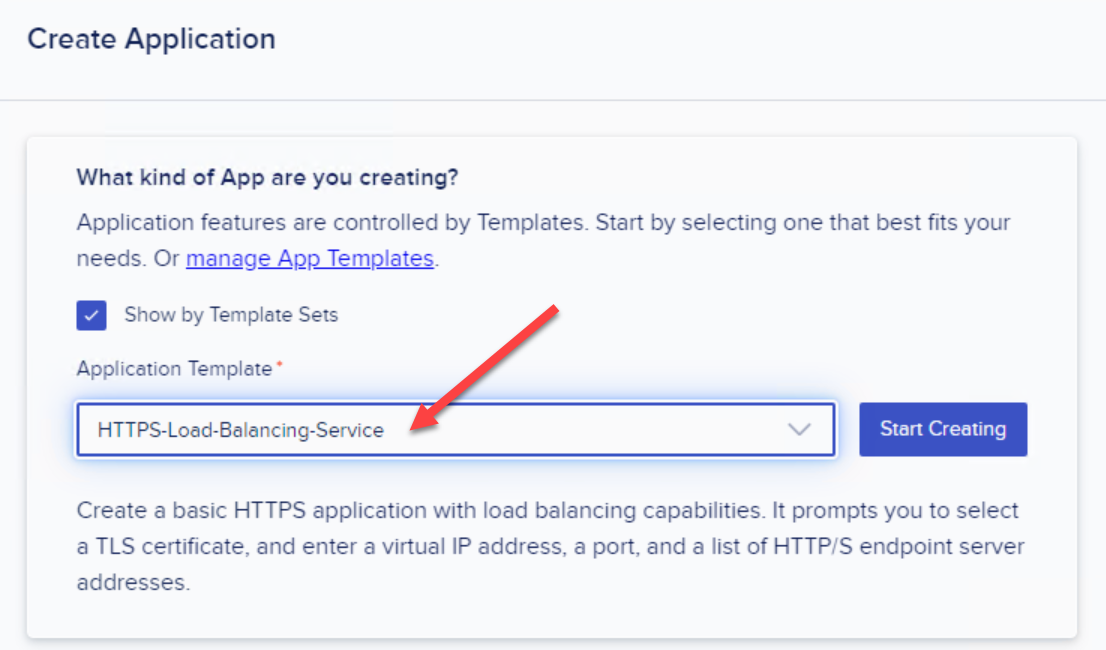 Create Application
What kind of App are you creating?
Application features are controlled by Templates. Start by selecting one that best fits your
needs. Or manage App Templates.
Show by Template Sets
Application Template*
HTTPS-Load-Balancing-Service
Start Creating
Create a basic HTTPS application with load balancing capabilities. It prompts you to select
a TLS certificate, and enter a virtual IP address, a port, and a list of HTTP/S endpoint server
addresses.